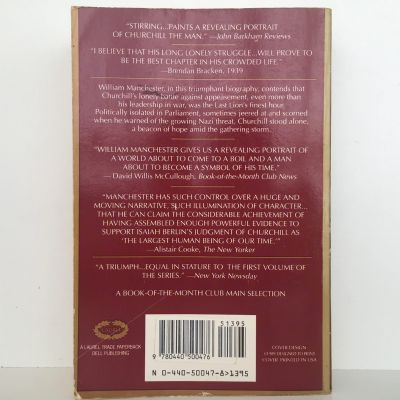 "STIRRING...PAINTS A REVEALING PORTRAIT
OF CHURCHILL THE MAN." —John Barkham Reviews
"I BELIEVE THAT HIS LONG LONELY STRUGGLE...WILL PROVE TO
BE THE BEST CHAPTER IN HIS CROWDED LIFE."
—Brendan Bracken, 1939
William Manchester, in this triumphant biography, contends that
Churchill's lonely battle against appeasement, even more than
his leadership in war, was the Last Lion's finest hour.
Politically isolated in Parliament, sometimes jeered at and scorned
when he warned of the growing Nazi threat, Churchill stood alone,
a beacon of hope amid the gathering storm.
"WILLIAM MANCHESTER GIVES US A REVEALING PORTRAIT OF
A WORLD ABOUT TO COME TO A BOIL AND A MAN
ABOUT TO BECOME A SYMBOL OF HIS TIME."
—David Willis McCullough, Book-of-the-Month Club News
"MANCHESTER HAS SUCH CONTROL OVER A HUGE AND
MOVING NARRATIVE, SUCH ILLUMINATION OF CHARACTER...
THAT HE CAN CLAIM THE CONSIDERABLE ACHIEVEMENT OF
HAVING ASSEMBLED ENOUGH POWERFUL EVIDENCE TO
SUPPORT ISAIAH BERLIN'S JUDGMENT OF CHURCHILL AS
'THE LARGEST HUMAN BEING OF OUR TIME.'"
—Alistair Cooke, The New Yorker
"A TRIUMPH...EQUAL IN STATURE TO THE FIRST VOLUME OF
THE SERIES." —New York Newsday
A BOOK-OF-THE-MONTH CLUB MAIN SELECTION
LAUREL
A LAUREL TRADE PAPERBACK
DELL PUBLISHING
51395
9 780440 500476
N 0-440-50047-8>1395
COVER DESIGN
COVER PRINTED IN USA